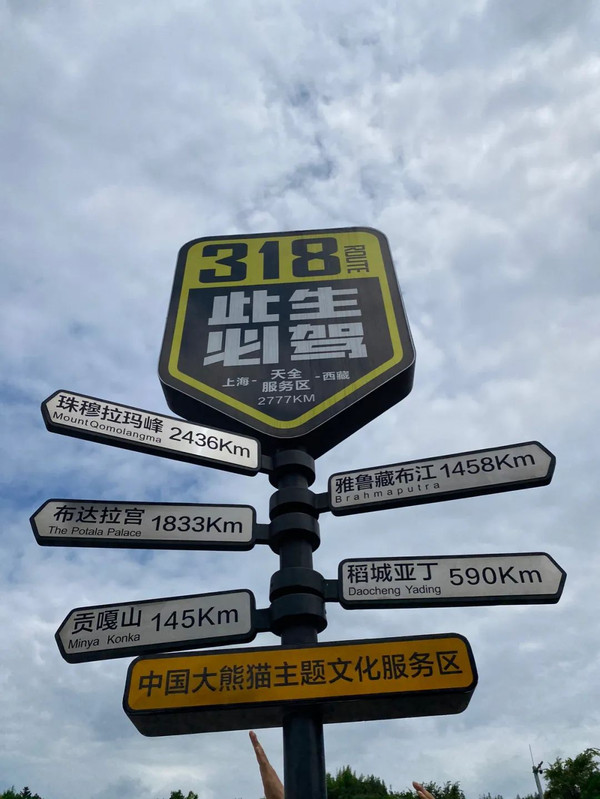 318 ROUTE
此生
必驾
上海-天全服务区-西藏
2777KM
珠穆拉玛峰 2436Km
Mount Qomolangma
雅鲁藏布江 1458Km
Brahmaputra
布达拉宫 1833Km
The Potala Palace
稻城亚丁 590Km
Daocheng Yading
贡嘎山 145Km
Minya Konka
中国大熊猫主题文化服务区